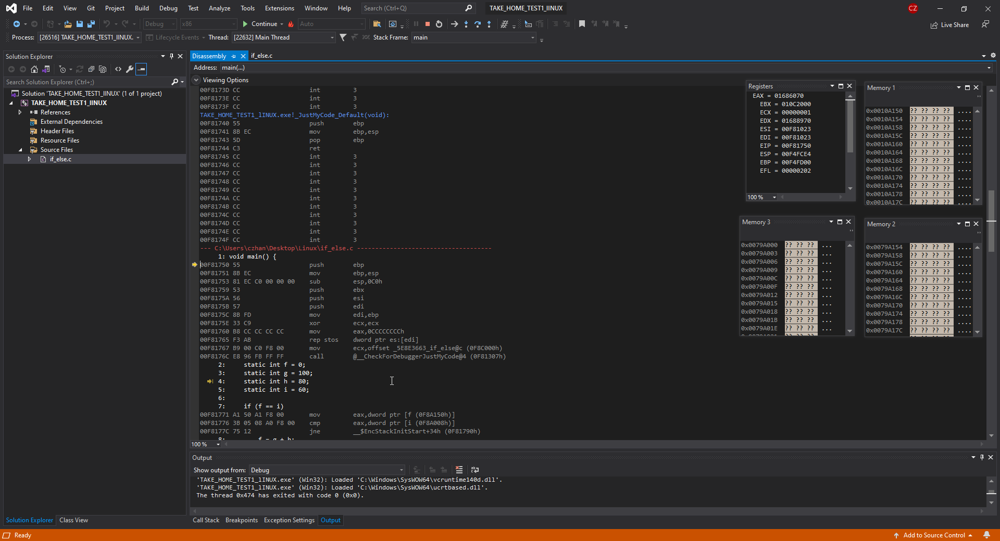 File Edit View Git Project Build Debug Test Analyze Tools Extensions Window Help Search (Ctrl+Q) TAKE_HOME_TEST1_lINUX CZ
Debug x86 Continue Auto Live Share
Process: [26516] TAKE_HOME_TEST1_lINUX. Lifecycle Events Thread: [22632] Main Thread Stack Frame: main
Solution Explorer
Search Solution Explorer (Ctrl+;)
Solution 'TAKE_HOME_TEST1_lINUX' (1 of 1 project)
TAKE_HOME_TEST1_lINUX
References
External Dependencies
Header Files
Resource Files
Source Files
if_else.c
Solution Explorer Class View
Disassembly if_else.c
Address: main(...)
Viewing Options
00F8173D CC int 3
00F8173E CC int 3
00F8173F CC int 3
TAKE_HOME_TEST1_lINUX.exe!_JustMyCode_Default(void):
00F81740 55 push ebp
00F81741 8B EC mov ebp,esp
00F81743 5D pop ebp
00F81744 C3 ret
00F81745 CC int 3
00F81746 CC int 3
00F81747 CC int 3
00F81748 CC int 3
00F81749 CC int 3
00F8174A CC int 3
00F8174B CC int 3
00F8174C CC int 3
00F8174D CC int 3
00F8174E CC int 3
00F8174F CC int 3
--- C:\Users\czhan\Desktop\Linux\if_else.c -------------------------------------
1: void main() {
00F81750 55 push ebp
00F81751 8B EC mov ebp,esp
00F81753 81 EC C0 00 00 00 sub esp,0C0h
00F81759 53 push ebx
00F8175A 56 push esi
00F8175B 57 push edi
00F8175C 8B FD mov edi,ebp
00F8175E 33 C9 xor ecx,ecx
00F81760 B8 CC CC CC CC mov eax,0CCCCCCCCh
00F81765 F3 AB rep stos dword ptr es:[edi]
00F81767 B9 00 C0 F8 00 mov ecx,offset _5E8E3663_if_else@c (0F8C000h)
00F8176C E8 96 FB FF FF call @__CheckForDebuggerJustMyCode@4 (0F81307h)
2: static int f = 0;
3: static int g = 100;
4: static int h = 80;
5: static int i = 60;
6:
7: if (f == i)
00F81771 A1 50 A1 F8 00 mov eax,dword ptr [f (0F8A150h)]
00F81776 3B 05 08 A0 F8 00 cmp eax,dword ptr [i (0F8A008h)]
00F8177C 75 12 jne __$EncStackInitStart+34h (0F81790h)
8: f = g + h;
100 %
Registers
EAX = 01686070
EBX = 010C2000
ECX = 00000001
EDX = 01688970
ESI = 00F81023
EDI = 00F81023
EIP = 00F81750
ESP = 00F4FCE4
EBP = 00F4FD00
EFL = 00000202
100 %
Memory 1
0x0010A150 ?? ?? ?? ?? ....
0x0010A154 ?? ?? ?? ?? ....
0x0010A158 ?? ?? ?? ?? ....
0x0010A15C ?? ?? ?? ?? ....
0x0010A160 ?? ?? ?? ?? ....
0x0010A164 ?? ?? ?? ?? ....
0x0010A168 ?? ?? ?? ?? ....
0x0010A16C ?? ?? ?? ?? ....
0x0010A170 ?? ?? ?? ?? ....
0x0010A174 ?? ?? ?? ?? ....
0x0010A178 ?? ?? ?? ?? ....
0x0010A17C ?? ?? ?? ?? ....
Memory 3
0x0079A000 ?? ?? ?? ...
0x0079A003 ?? ?? ?? ...
0x0079A006 ?? ?? ?? ...
0x0079A009 ?? ?? ?? ...
0x0079A00C ?? ?? ?? ...
0x0079A00F ?? ?? ?? ...
0x0079A012 ?? ?? ?? ...
0x0079A015 ?? ?? ?? ...
0x0079A018 ?? ?? ?? ...
0x0079A01B ?? ?? ?? ...
0x0079A01E ?? ?? ?? ...
Memory 2
0x0079A154 ?? ?? ?? ?? ....
0x0079A158 ?? ?? ?? ?? ....
0x0079A15C ?? ?? ?? ?? ....
0x0079A160 ?? ?? ?? ?? ....
0x0079A164 ?? ?? ?? ?? ....
0x0079A168 ?? ?? ?? ?? ....
0x0079A16C ?? ?? ?? ?? ....
0x0079A170 ?? ?? ?? ?? ....
0x0079A174 ?? ?? ?? ?? ....
0x0079A178 ?? ?? ?? ?? ....
0x0079A17C ?? ?? ?? ?? ....
Output
Show output from: Debug
'TAKE_HOME_TEST1_lINUX.exe' (Win32): Loaded 'C:\Windows\SysWOW64\vcruntime140d.dll'.
'TAKE_HOME_TEST1_lINUX.exe' (Win32): Loaded 'C:\Windows\SysWOW64\ucrtbased.dll'.
The thread 0x474 has exited with code 0 (0x0).
Call Stack Breakpoints Exception Settings Output
Ready Add to Source Control